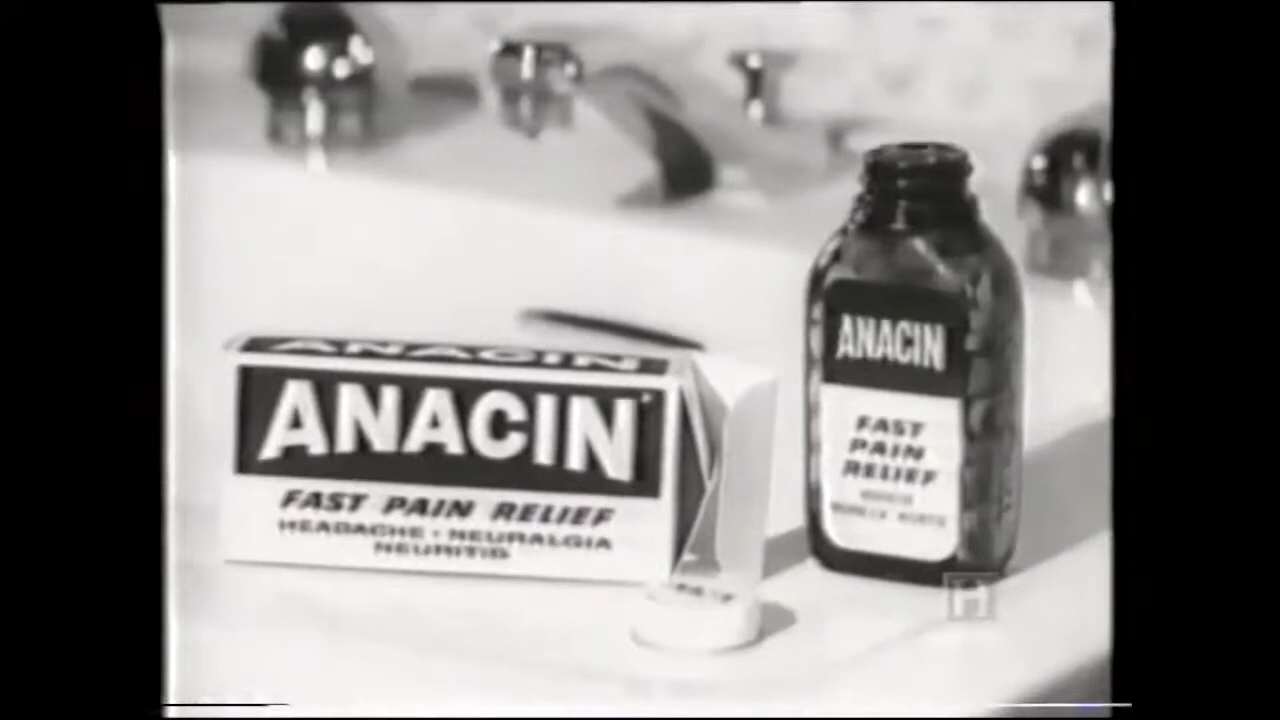 ANACIN
ANACIN
FAST PAIN RELIEF
HEADACHE • NEURALGIA
NEURITIS
ANACIN
FAST
PAIN
RELIEF
H